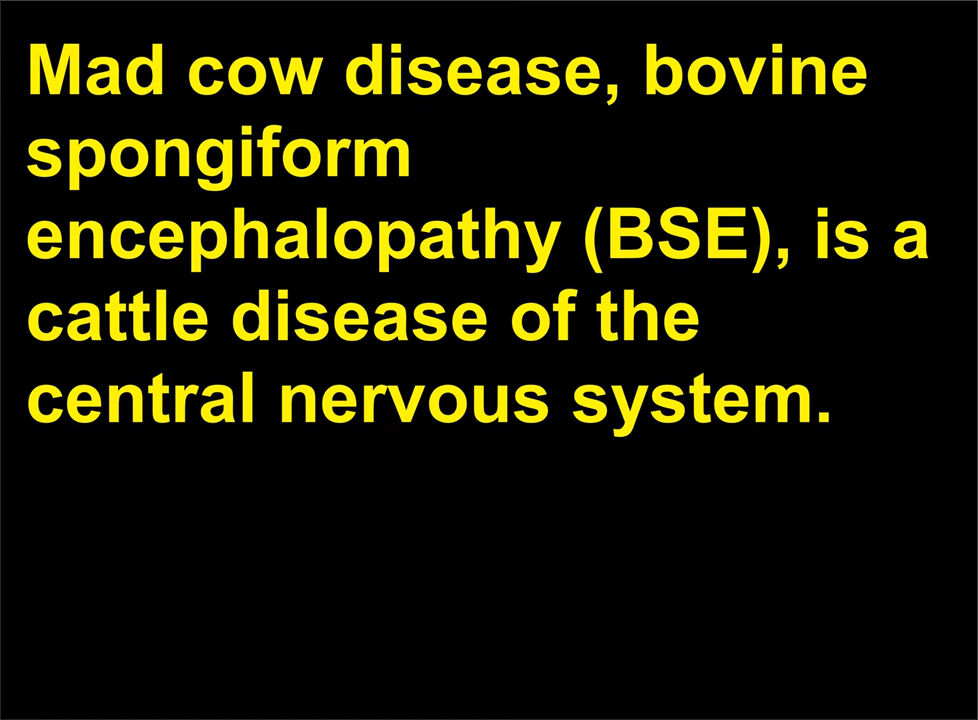 Mad cow disease, bovine
spongiform
encephalopathy (BSE), is a
cattle disease of the
central nervous system.